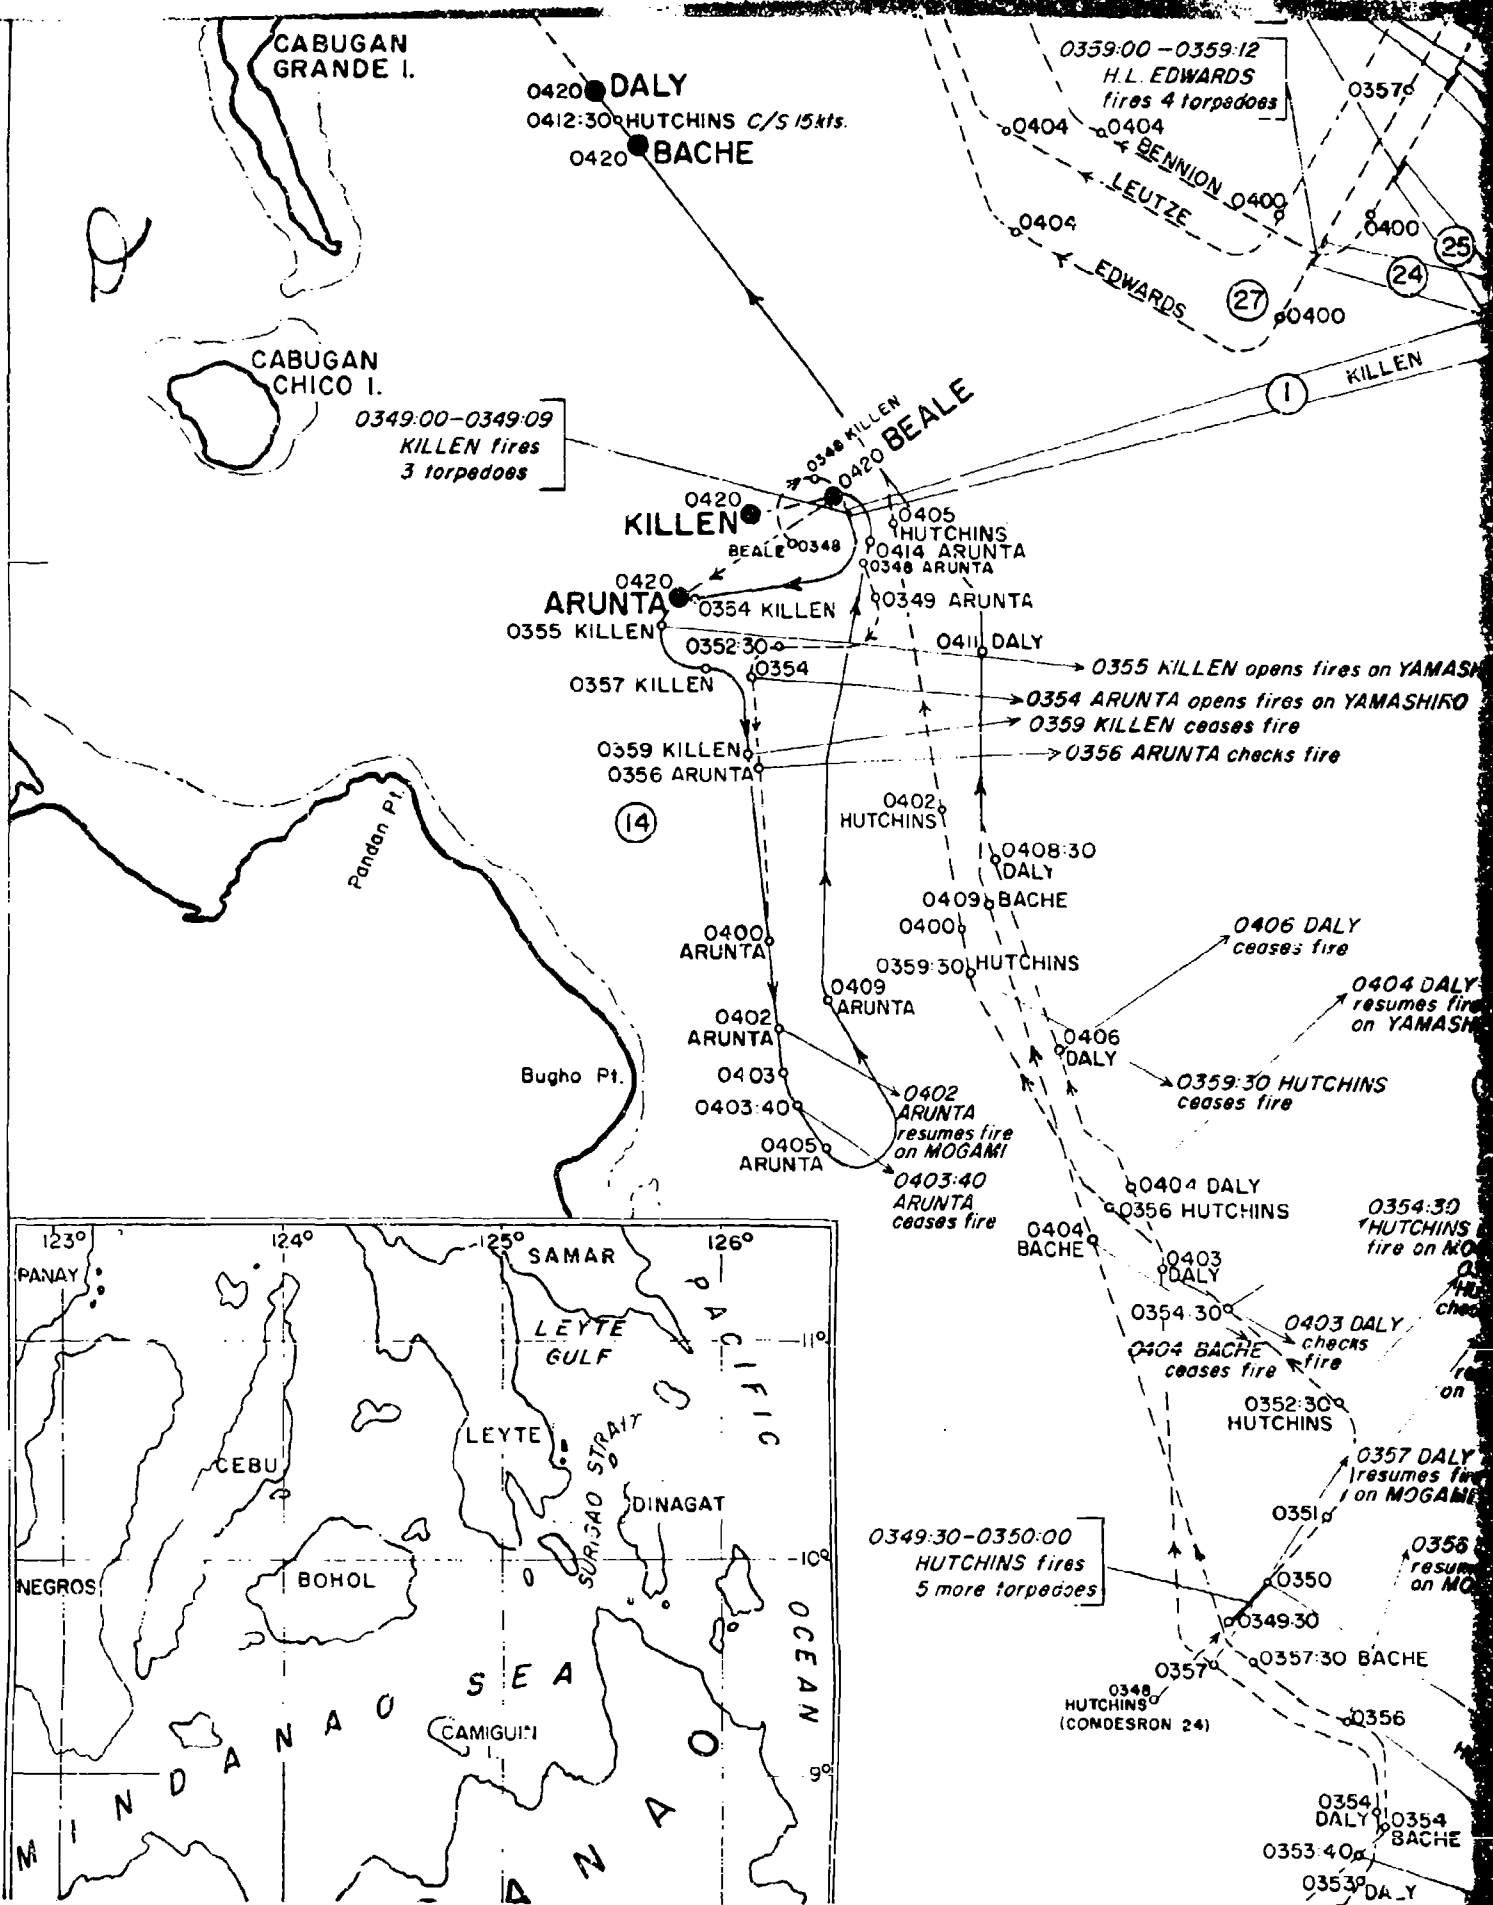 CABUGAN
GRANDE I.
0420 DALY
0412:30 HUTCHINS C/S 15kts.
0420 BACHE
0359:00-0359:12
H.L. EDWARDS
fires 4 torpedoes
0357
0404
0404
BENNION
LEUTZE
0400
0400
0404
EDWARDS
27
24
25
0400
KILLEN
1
CABUGAN
CHICO I.
0349:00-0349:09
KILLEN fires
3 torpedoes
0348 KILLEN
0420 BEALE
0420
KILLEN
BEALE 0348
0405
HUTCHINS
0414 ARUNTA
0348 ARUNTA
0420
ARUNTA
0354 KILLEN
0349 ARUNTA
0355 KILLEN
0352:30
0411 DALY
0354
0357 KILLEN
0355 KILLEN opens fires on YAMASH
0354 ARUNTA opens fires on YAMASHIRO
0359 KILLEN ceases fire
0356 ARUNTA checks fire
0359 KILLEN
0356 ARUNTA
14
0402
HUTCHINS
Pandan Pt.
0408:30
DALY
0409 BACHE
0400
0400
ARUNTA
0359:30 HUTCHINS
0406 DALY
ceases fire
0409
ARUNTA
0404 DALY
resumes fire
on YAMASH
0402
ARUNTA
0406
DALY
Bugho Pt.
0403
0403:40
0405
ARUNTA
0402
ARUNTA
resumes fire
on MOGAMI
0359:30 HUTCHINS
ceases fire
0403:40
ARUNTA
ceases fire
0404 DALY
0356 HUTCHINS
0404
BACHE
0403
DALY
0354:30
HUTCHINS
fire on MO
0354:30
0403 DALY
checks
fire
0404 BACHE
ceases fire
on
0352:30
HUTCHINS
0357 DALY
resumes fire
on MOGAMI
0351
0349:30-0350:00
HUTCHINS fires
5 more torpedoes
0358
resum
on MO
0350
0349:30
0357
0357:30 BACHE
0348
HUTCHINS
(COMDESRON 24)
0356
0354
DALY
0354
BACHE
0353:40
0353
DALY
123°
124°
125°
126°
PANAY
SAMAR
LEYTE
GULF
PACIFIC
OCEAN
11°
LEYTE
CEBU
SURIGAO STRAIT
DINAGAT
10°
NEGROS
BOHOL
MINDANAO SEA
CAMIGUIN
9°
A N A O